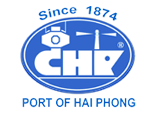 Since 1874
CHP
®
PORT OF HAI PHONG